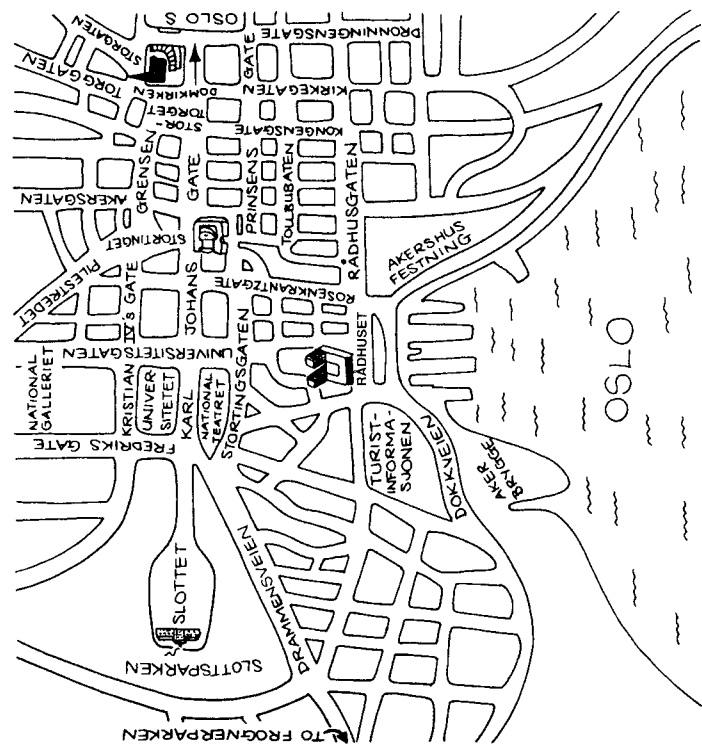 OSLO S
DRONNINGENSGATE
STORGATEN
TORGGATEN
DOMKIRKEN
KIRKEGATEN
GATE
STOR-
TORGET
KONGENSGATE
GRENSEN
GATE
PRINSENS
TOLLBUBATEN
RÅDHUSGATEN
AKERSGATEN
STORTINGET
AKERSHUS
FESTNING
PILESTREDET
ROSENKRANTZGATE
KRISTIAN IV'S GATE
JOHANS
UNIVERSITETSGATEN
STORTINGSGATEN
RÅDHUSET
NATIONAL
GALLERIET
UNIVER-
SITETET
KARL
NATIONAL
TEATRET
FREDRIKS GATE
TURIST-
INFORMA-
SJONEN
DOKKVEIEN
AKER
BRYGGE
OSLO
SLOTTET
DRAMMENSVEIEN
SLOTTSPARKEN
TO FROGNERPARKEN